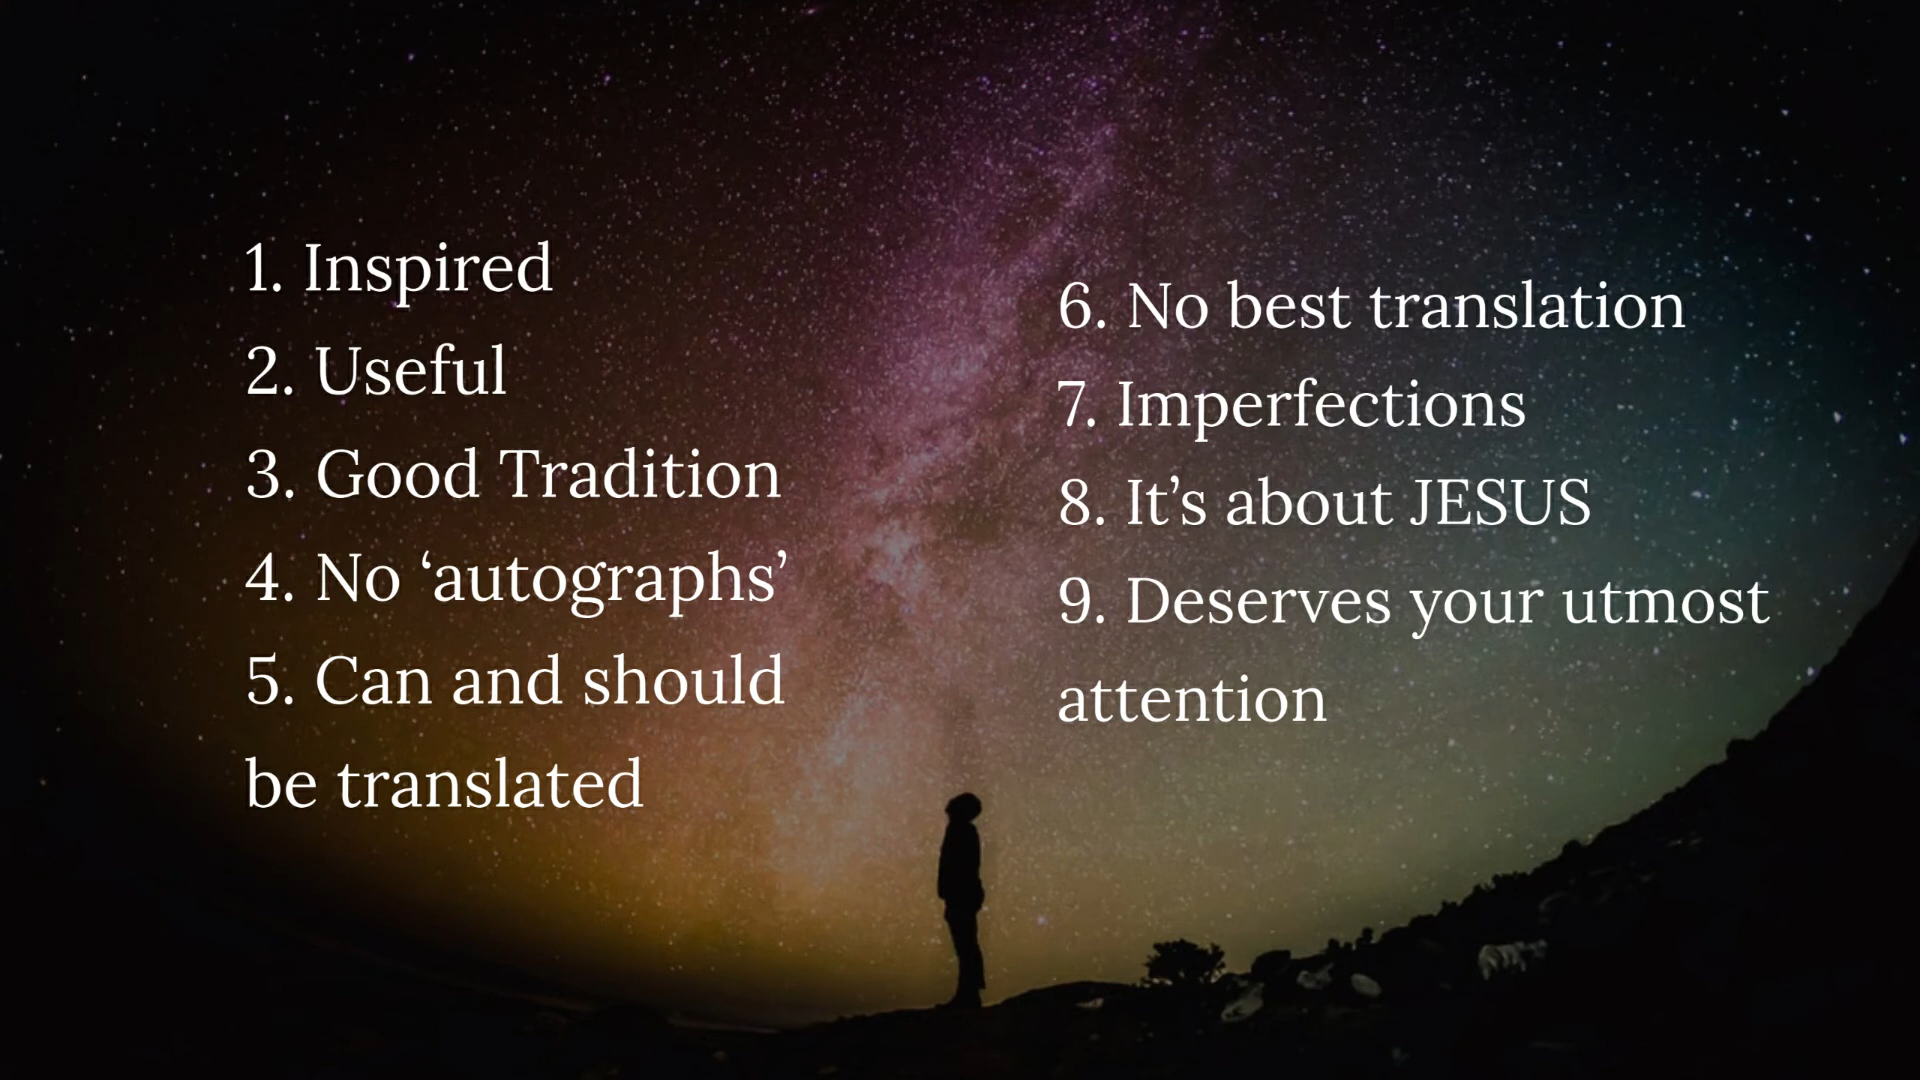 1. Inspired
2. Useful
3. Good Tradition
4. No ‘autographs’
5. Can and should
be translated
6. No best translation
7. Imperfections
8. It’s about JESUS
9. Deserves your utmost
attention